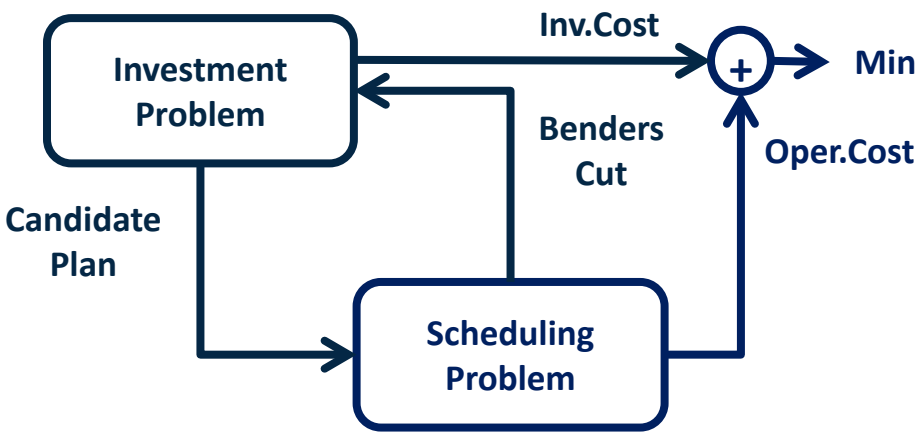 Inv.Cost
Investment
Problem
+
Min
Benders
Cut
Oper.Cost
Candidate
Plan
Scheduling
Problem